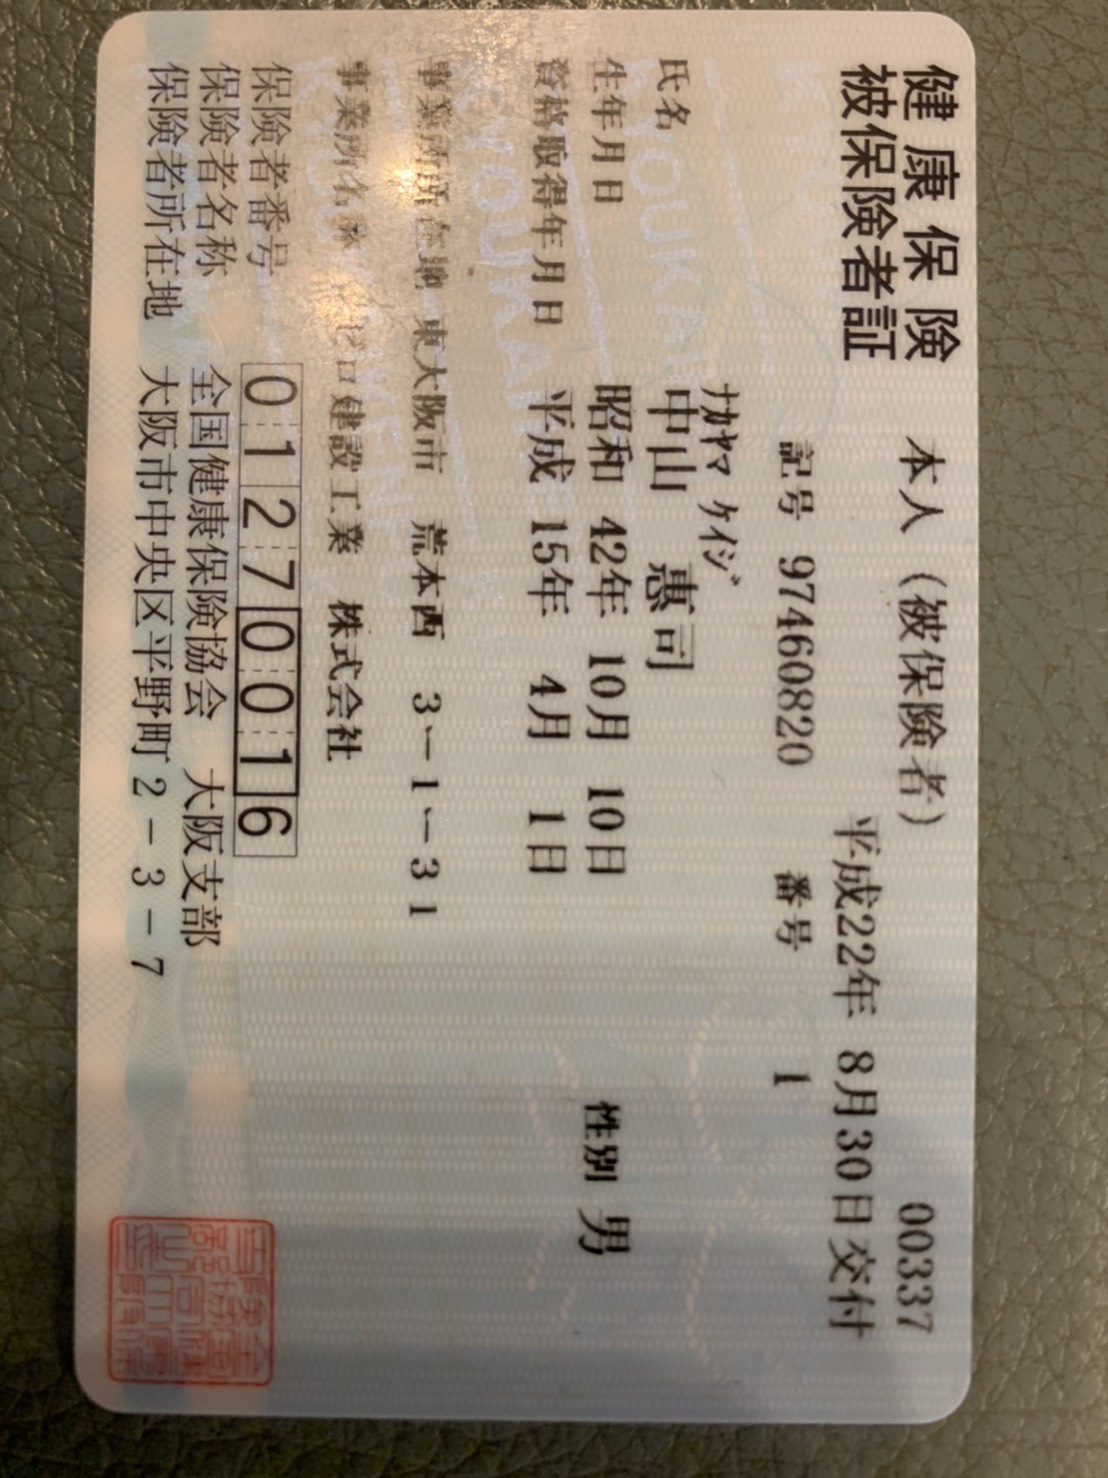 健康保険 本人（被保険者） 00337
被保険者証 平成22年 8月30日交付
記号 97460820 番号 1
ﾅｶﾔﾏ ｹｲｼﾞ
氏名 中山 惠司
生年月日 昭和 42年 10月 10日 性別 男
資格取得年月日 平成 15年 4月 1日
事業所所在地 東大阪市 荒本西 3－1－31
事業所名称 建設工業 株式会社
保険者番号 01270016
保険者名称 全国健康保険協会 大阪支部
保険者所在地 大阪市中央区平野町2－3－7